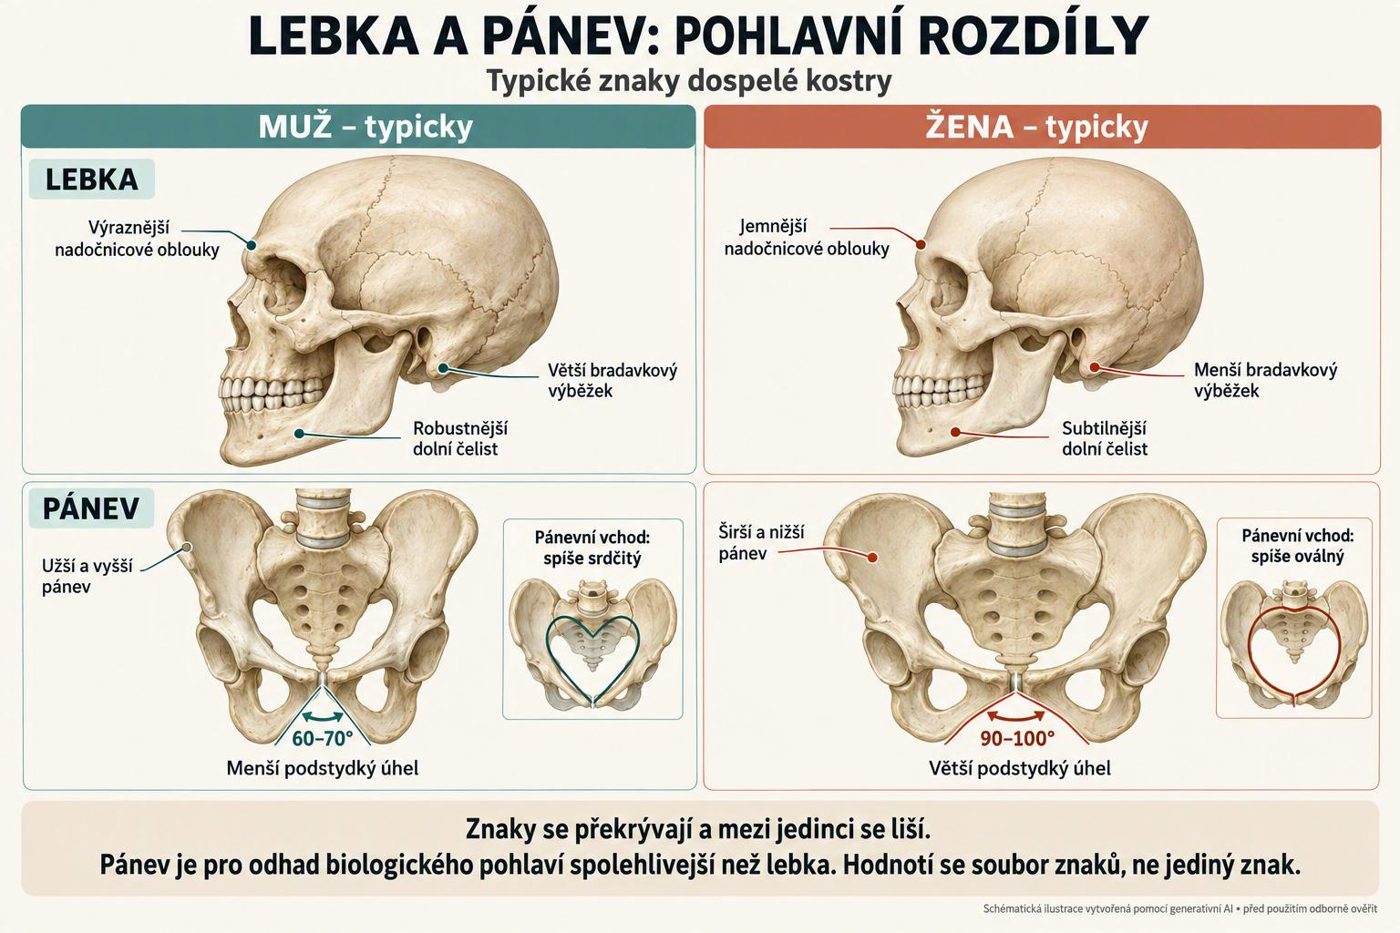 LEBKA A PÁNEV: POHLAVNÍ ROZDÍLY
Typické znaky dospelé kostry
MUŽ – typicky
LEBKA
Výraznější
nadočnicové oblouky
Větší bradavkový
výběžek
Robustnější
dolní čelist
ŽENA – typicky
Jemnější
nadočnicové oblouky
Menší bradavkový
výběžek
Subtilnější
dolní čelist
PÁNEV
Užší a vyšší
pánev
Pánevní vchod:
spíše srdčitý
60–70°
Menší podstydký úhel
Širší a nižší
pánev
Pánevní vchod:
spíše oválný
90–100°
Větší podstydký úhel
Znaky se překrývají a mezi jedinci se liší.
Pánev je pro odhad biologického pohlaví spolehlivejší než lebka. Hodnotí se soubor znaků, ne jediný znak.
Schématická ilustrace vytvořená pomocí generativní AI • před použitím odborně ověřit